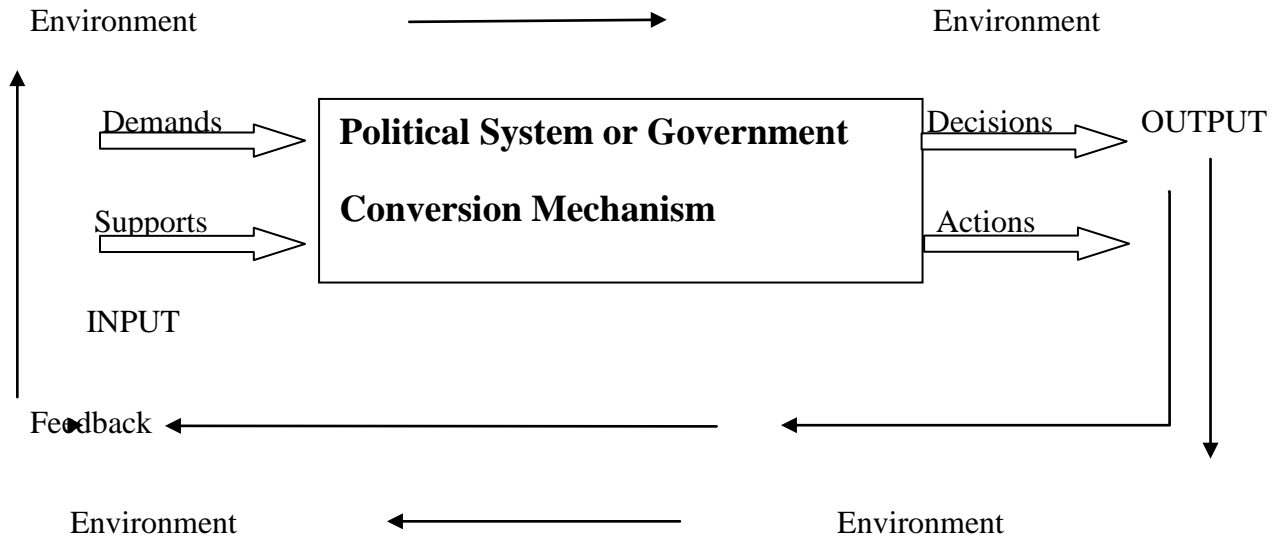 Environment Environment
Demands Political System or Government Decisions OUTPUT
Supports Conversion Mechanism Actions
INPUT
Feedback
Environment Environment